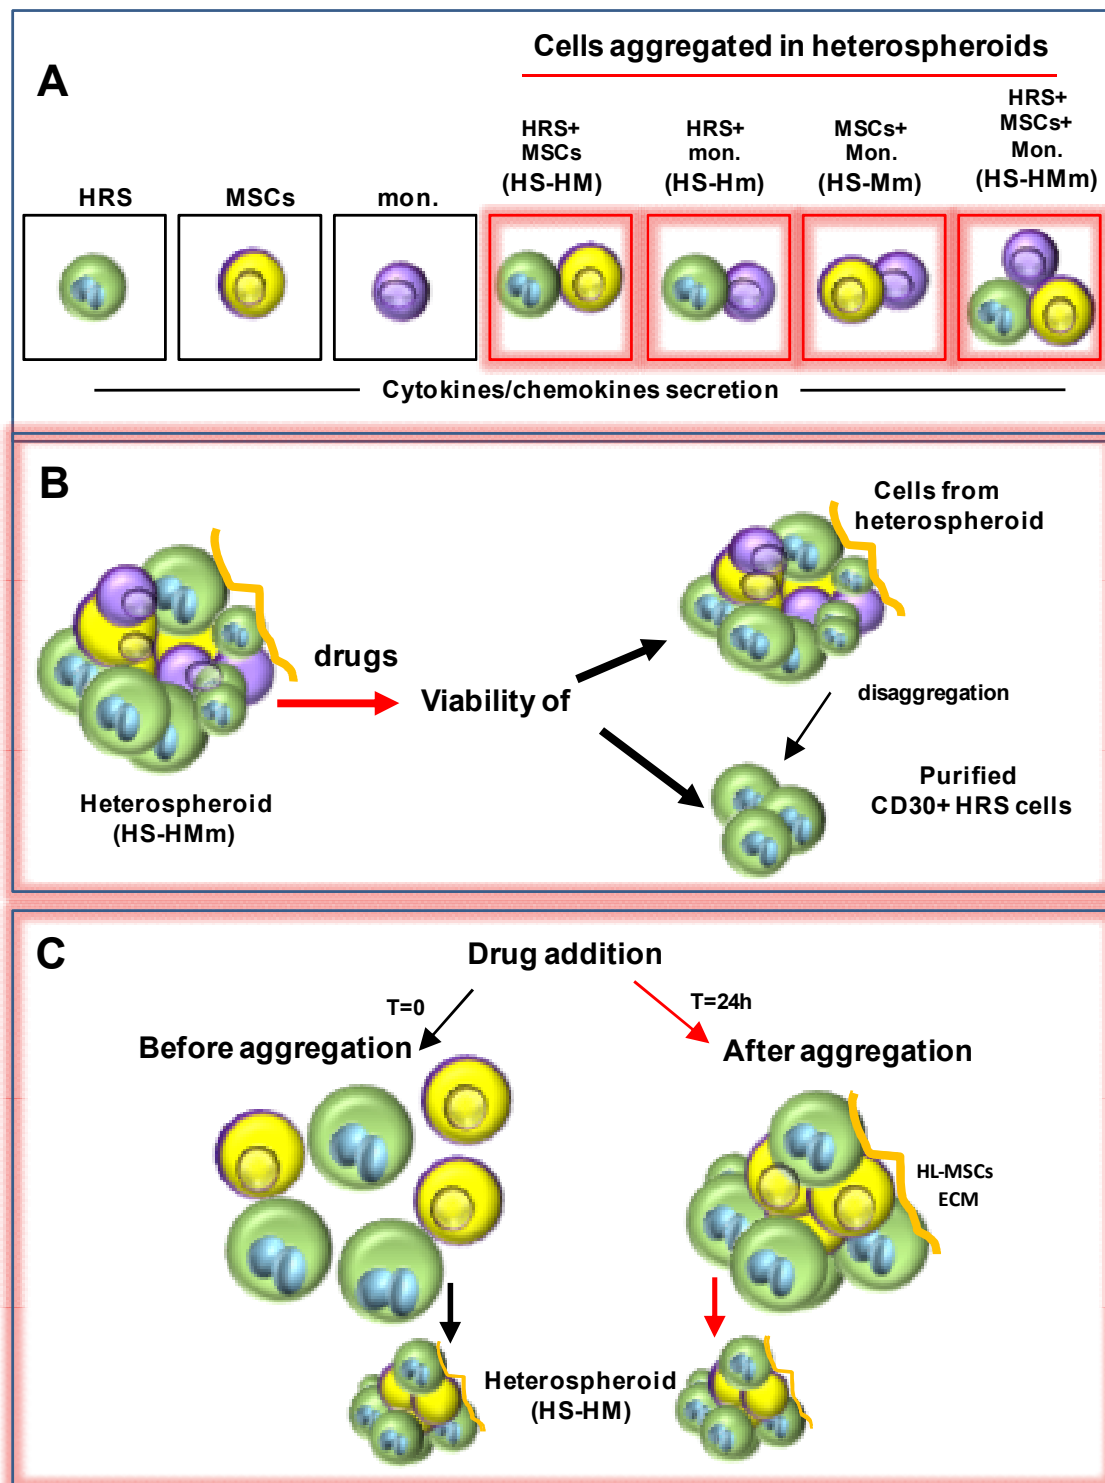 A
Cells aggregated in heterospheroids
HRS
MSCs
mon.
HRS+
MSCs
(HS-HM)
HRS+
mon.
(HS-Hm)
MSCs+
Mon.
(HS-Mm)
HRS+
MSCs+
Mon.
(HS-HMm)
Cytokines/chemokines secretion
B
Cells from
heterospheroid
drugs
Viability of
disaggregation
Heterospheroid
(HS-HMm)
Purified
CD30+ HRS cells
C
Drug addition
T=0
T=24h
Before aggregation
After aggregation
HL-MSCs
ECM
Heterospheroid
(HS-HM)